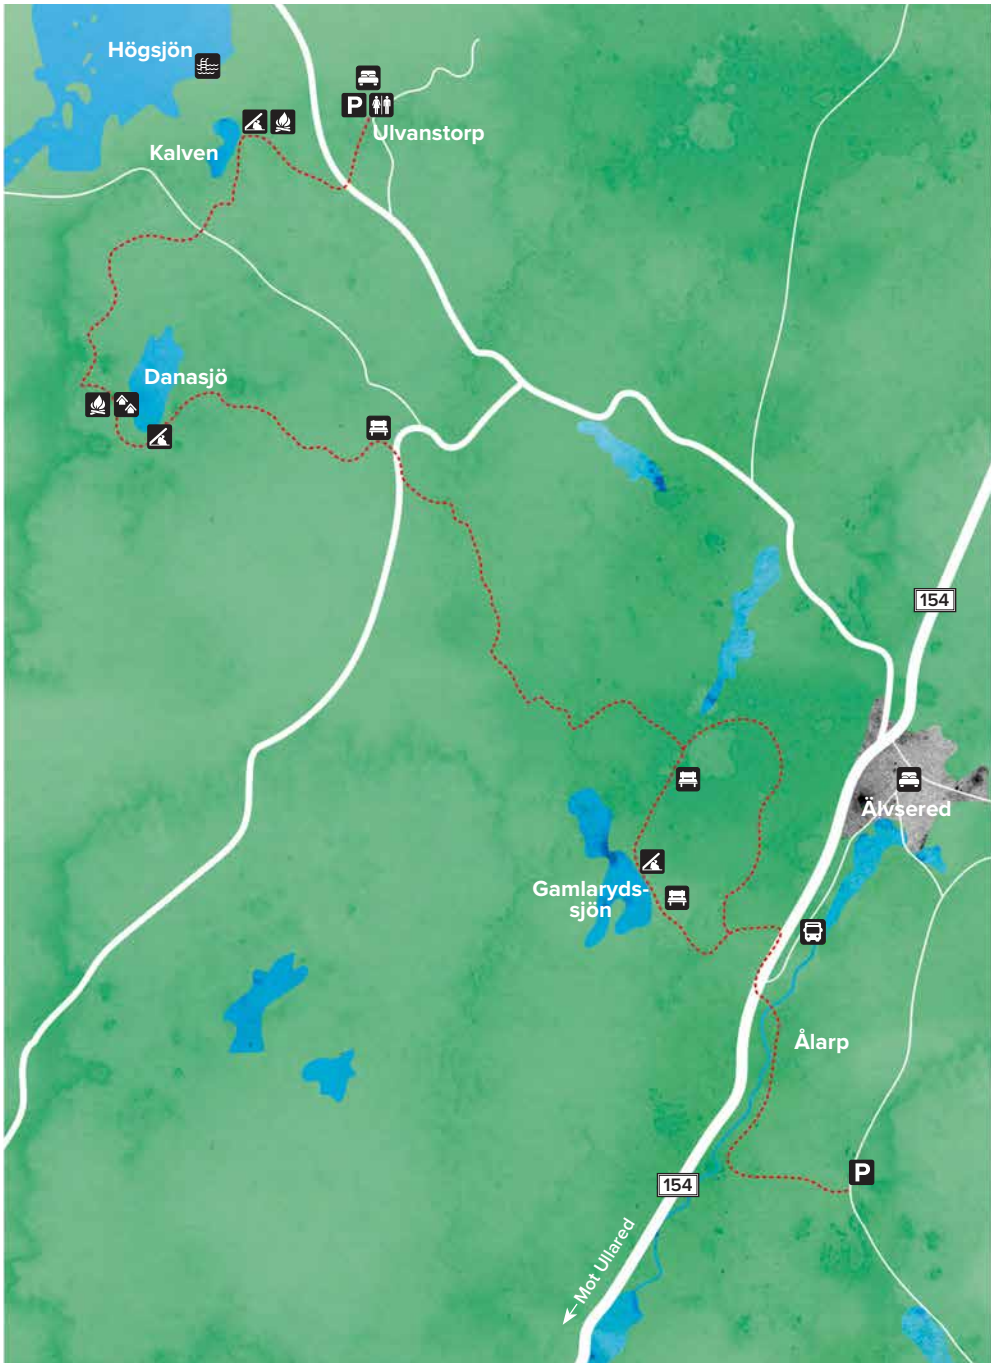 Högsjön
P
Ulvanstorp
Kalven
Danasjö
154
Älvsered
Gamlaryds-
sjön
Ålarp
P
154
Mot Ullared